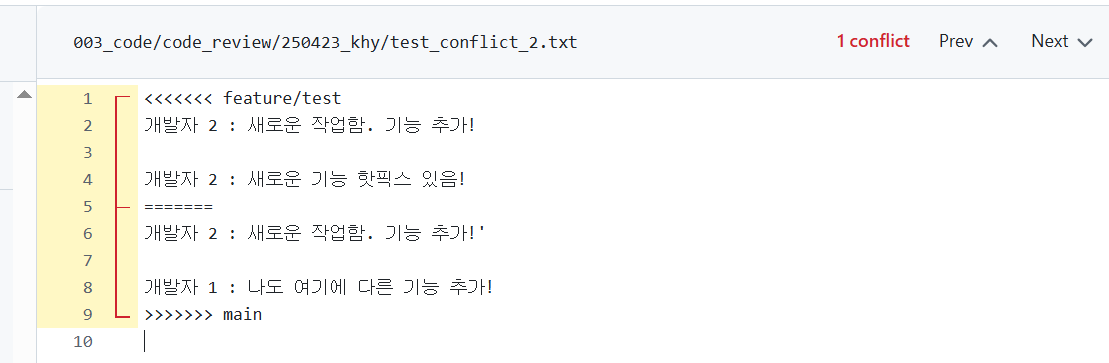 003_code/code_review/250423_khy/test_conflict_2.txt 1 conflict Prev Next
1 <<<<<<< feature/test
2 개발자 2 : 새로운 작업함. 기능 추가!
3
4 개발자 2 : 새로운 기능 핫픽스 있음!
5 =======
6 개발자 2 : 새로운 작업함. 기능 추가!'
7
8 개발자 1 : 나도 여기에 다른 기능 추가!
9 >>>>>>> main
10